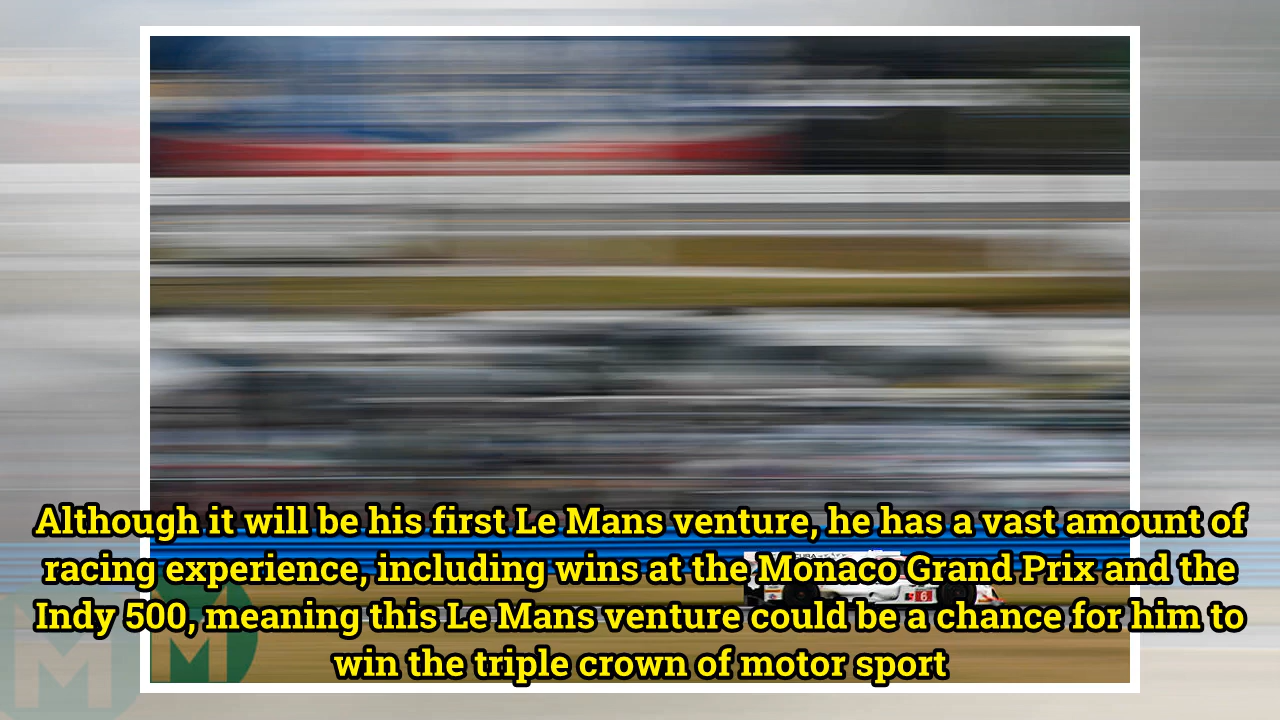 Although it will be his first Le Mans venture, he has a vast amount of
racing experience, including wins at the Monaco Grand Prix and the
Indy 500, meaning this Le Mans venture could be a chance for him to
win the triple crown of motor sport
6
M M